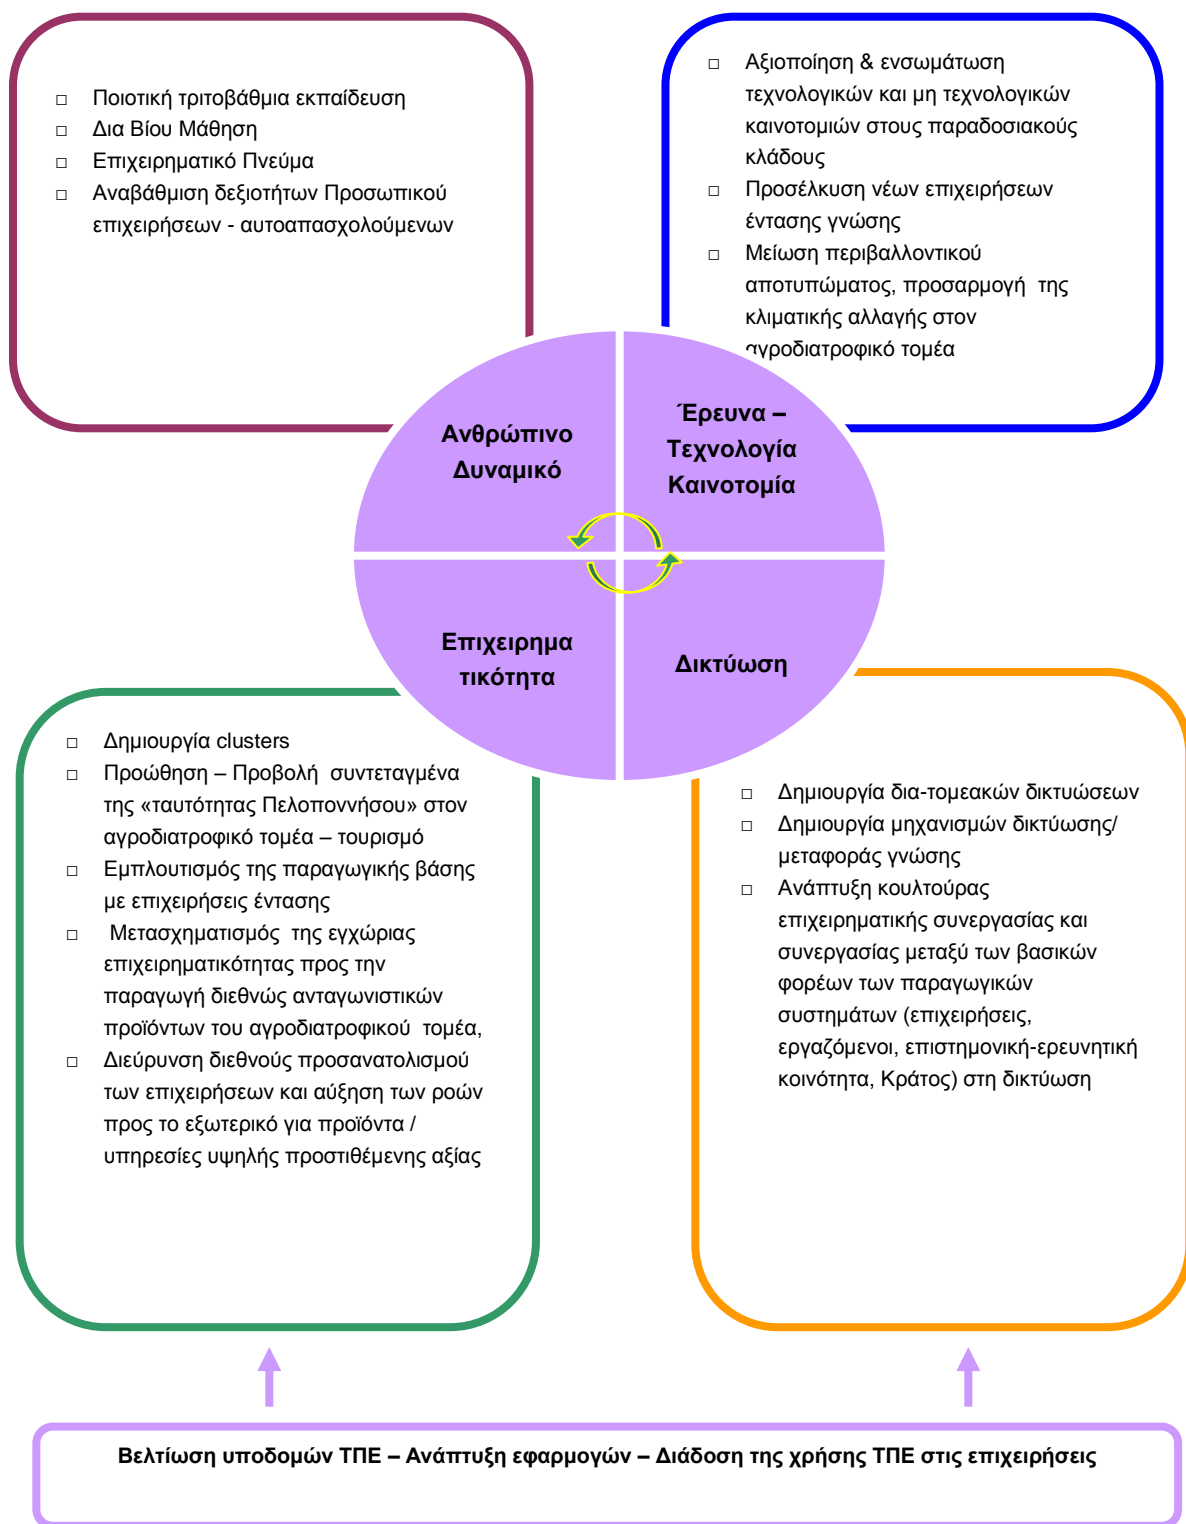 □ Ποιοτική τριτοβάθμια εκπαίδευση
□ Δια Βίου Μάθηση
□ Επιχειρηματικό Πνεύμα
□ Αναβάθμιση δεξιοτήτων Προσωπικού
επιχειρήσεων - αυτοαπασχολούμενων
□ Αξιοποίηση & ενσωμάτωση
τεχνολογικών και μη τεχνολογικών
καινοτομιών στους παραδοσιακούς
κλάδους
□ Προσέλκυση νέων επιχειρήσεων
έντασης γνώσης
□ Μείωση περιβαλλοντικού
αποτυπώματος, προσαρμογή της
κλιματικής αλλαγής στον
αγροδιατροφικό τομέα
Ανθρώπινο
Δυναμικό
Έρευνα –
Τεχνολογία
Καινοτομία
Επιχειρημα
τικότητα
Δικτύωση
□ Δημιουργία clusters
□ Προώθηση – Προβολή συντεταγμένα
της «ταυτότητας Πελοποννήσου» στον
αγροδιατροφικό τομέα – τουρισμό
□ Εμπλουτισμός της παραγωγικής βάσης
με επιχειρήσεις έντασης
□ Μετασχηματισμός της εγχώριας
επιχειρηματικότητας προς την
παραγωγή διεθνώς ανταγωνιστικών
προϊόντων του αγροδιατροφικού τομέα,
□ Διεύρυνση διεθνούς προσανατολισμού
των επιχειρήσεων και αύξηση των ροών
προς το εξωτερικό για προϊόντα /
υπηρεσίες υψηλής προστιθέμενης αξίας
□ Δημιουργία δια-τομεακών δικτυώσεων
□ Δημιουργία μηχανισμών δικτύωσης/
μεταφοράς γνώσης
□ Ανάπτυξη κουλτούρας
επιχειρηματικής συνεργασίας και
συνεργασίας μεταξύ των βασικών
φορέων των παραγωγικών
συστημάτων (επιχειρήσεις,
εργαζόμενοι, επιστημονική-ερευνητική
κοινότητα, Κράτος) στη δικτύωση
Βελτίωση υποδομών ΤΠΕ – Ανάπτυξη εφαρμογών – Διάδοση της χρήσης ΤΠΕ στις επιχειρήσεις